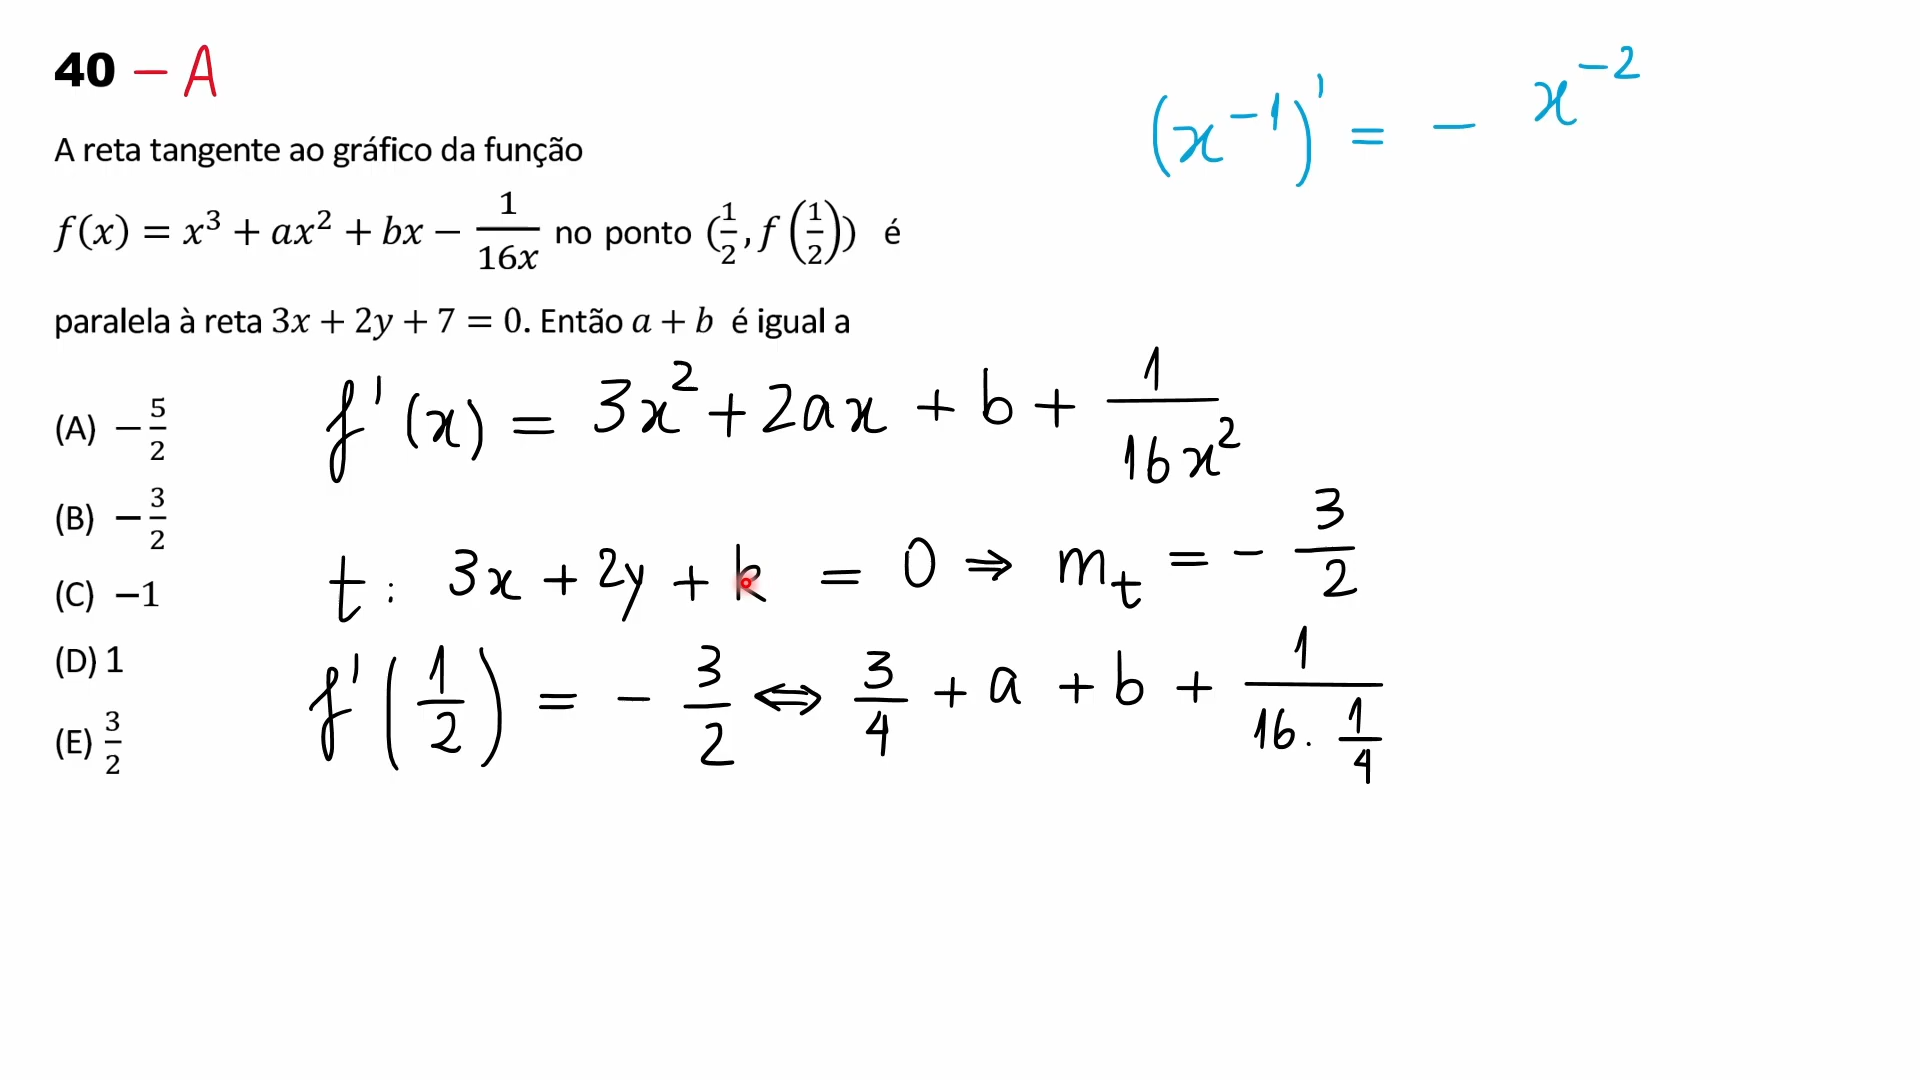 40 – A
(x⁻¹)' = – x⁻²
A reta tangente ao gráfico da função
f(x) = x³ + ax² + bx − 1/(16x) no ponto (1/2, f(1/2)) é
paralela à reta 3x + 2y + 7 = 0. Então a + b é igual a
(A) −5/2
(B) −3/2
(C) −1
(D) 1
(E) 3/2
f'(x) = 3x² + 2ax + b + 1/(16x²)
t: 3x + 2y + k = 0 ⇒ mₜ = – 3/2
f'(1/2) = – 3/2 ⇔ 3/4 + a + b + 1/(16 . 1/4)